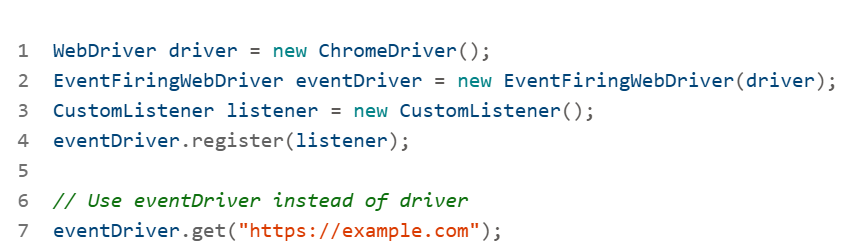 1 WebDriver driver = new ChromeDriver();
2 EventFiringWebDriver eventDriver = new EventFiringWebDriver(driver);
3 CustomListener listener = new CustomListener();
4 eventDriver.register(listener);
5
6 // Use eventDriver instead of driver
7 eventDriver.get("https://example.com");